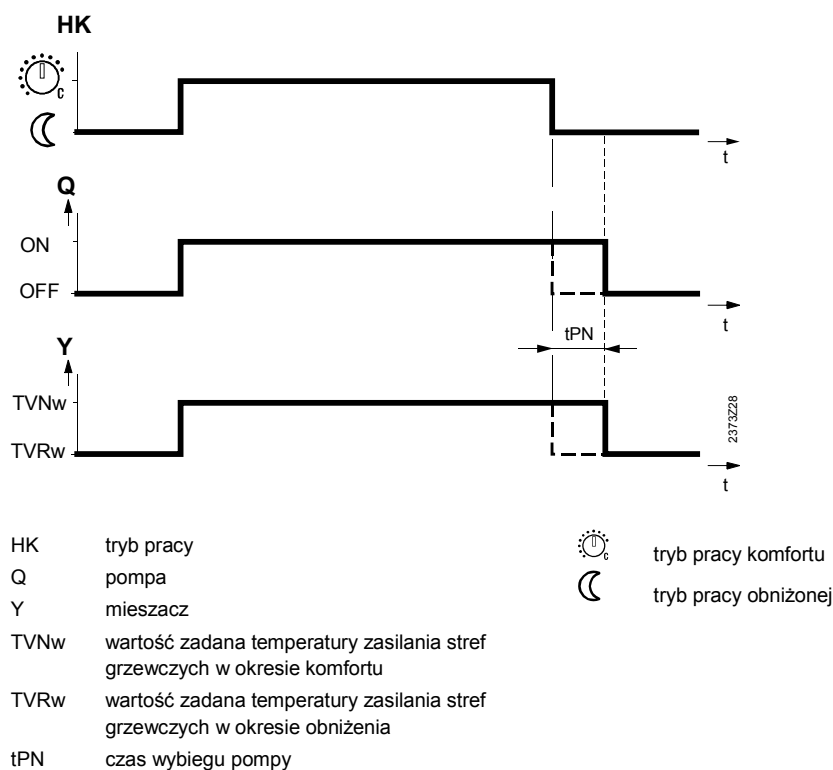 HK
C
t
Q
ON
OFF
t
tPN
Y
TVNw
TVRw
t
2373Z28
HK tryb pracy
Q pompa
Y mieszacz
TVNw wartość zadana temperatury zasilania stref
grzewczych w okresie komfortu
TVRw wartość zadana temperatury zasilania stref
grzewczych w okresie obniżenia
tPN czas wybiegu pompy
C tryb pracy komfortu
tryb pracy obniżonej